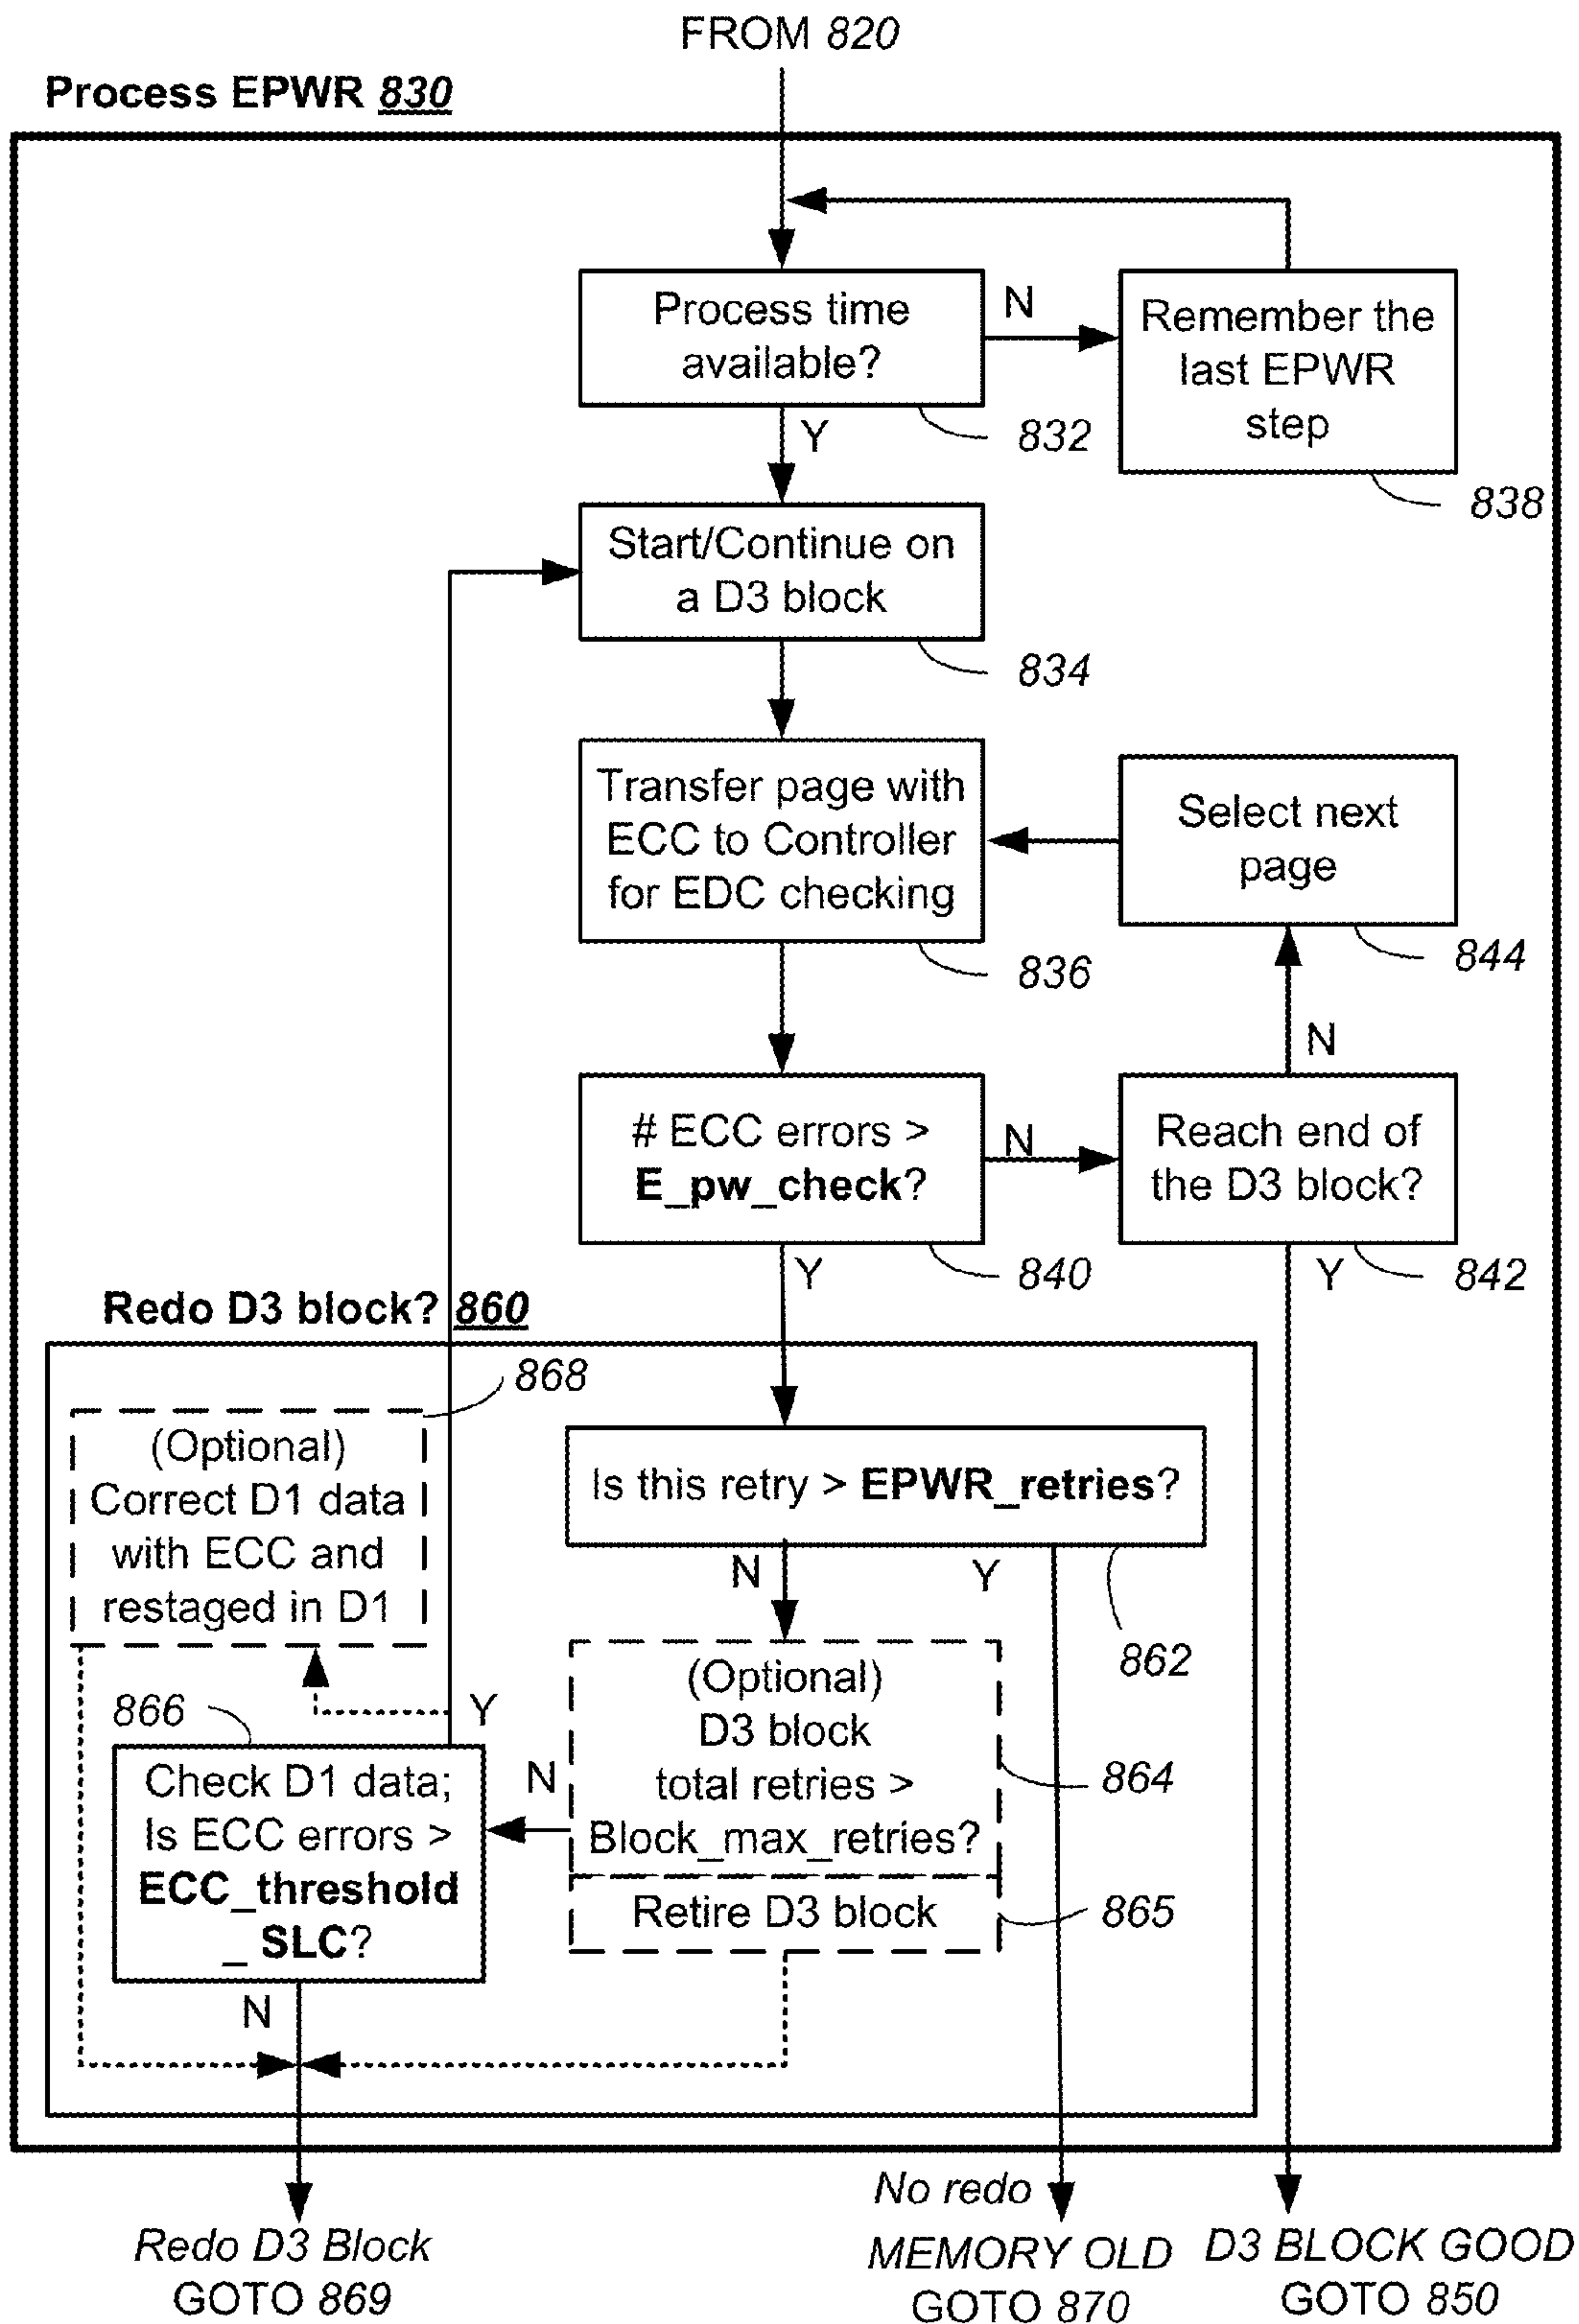 FROM 820
Process EPWR 830
Process time
available?
N
Remember the
last EPWR
step
832
Y
838
Start/Continue on
a D3 block
834
Transfer page with
ECC to Controller
for EDC checking
Select next
page
836
844
N
# ECC errors >
E_pw_check?
N
Reach end of
the D3 block?
840
Y
842
Y
Redo D3 block? 860
868
(Optional)
Correct D1 data
with ECC and
restaged in D1
Is this retry > EPWR_retries?
N
Y
862
(Optional)
D3 block
total retries >
Block_max_retries?
864
Retire D3 block
865
866
Y
N
Check D1 data;
Is ECC errors >
ECC_threshold
_ SLC?
N
No redo
Redo D3 Block
GOTO 869
MEMORY OLD
GOTO 870
D3 BLOCK GOOD
GOTO 850